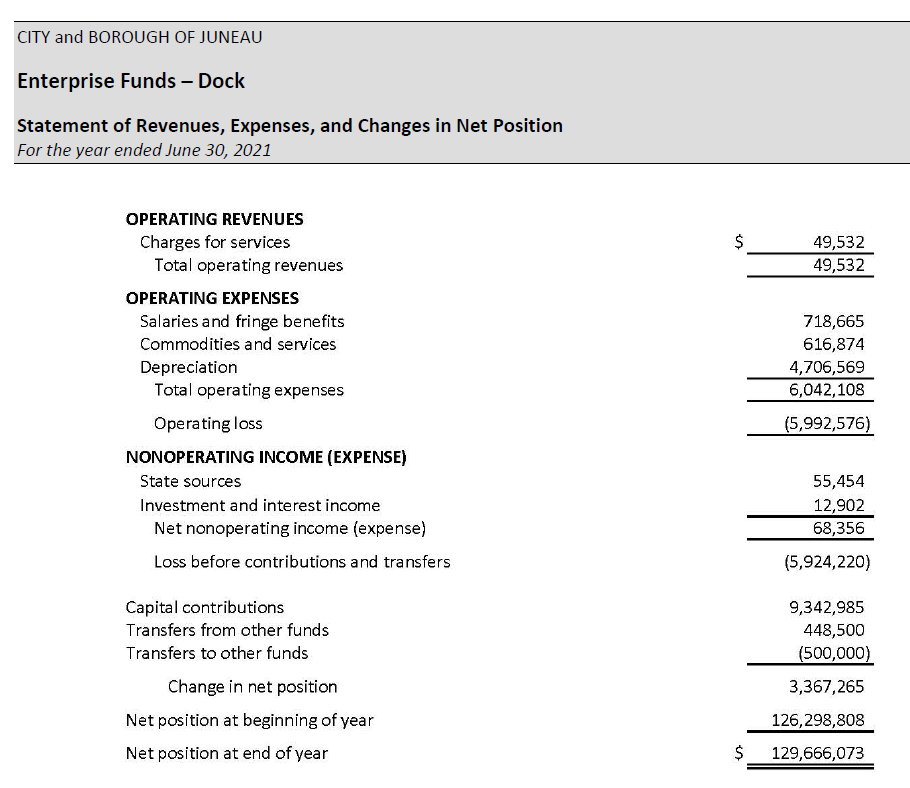 CITY and BOROUGH OF JUNEAU
Enterprise Funds – Dock
Statement of Revenues, Expenses, and Changes in Net Position
For the year ended June 30, 2021
OPERATING REVENUES
Charges for services $ 49,532
Total operating revenues 49,532
OPERATING EXPENSES
Salaries and fringe benefits 718,665
Commodities and services 616,874
Depreciation 4,706,569
Total operating expenses 6,042,108
Operating loss (5,992,576)
NONOPERATING INCOME (EXPENSE)
State sources 55,454
Investment and interest income 12,902
Net nonoperating income (expense) 68,356
Loss before contributions and transfers (5,924,220)
Capital contributions 9,342,985
Transfers from other funds 448,500
Transfers to other funds (500,000)
Change in net position 3,367,265
Net position at beginning of year 126,298,808
Net position at end of year $ 129,666,073